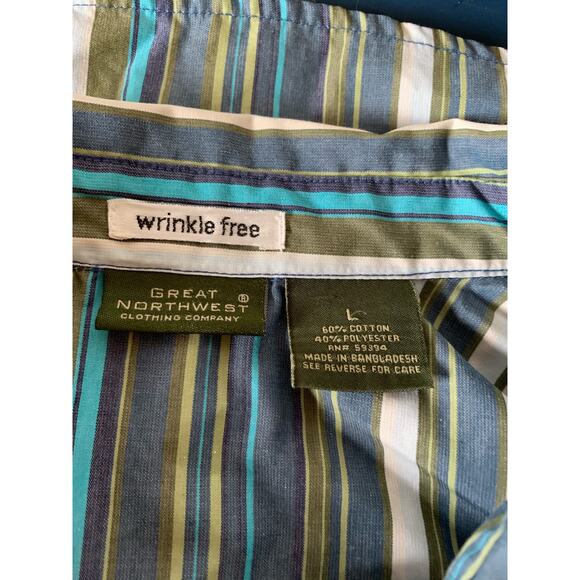 wrinkle free
GREAT
NORTHWEST®
CLOTHING COMPANY
L
60% COTTON
40% POLYESTER
RN# 59394
MADE IN BANGLADESH
SEE REVERSE FOR CARE